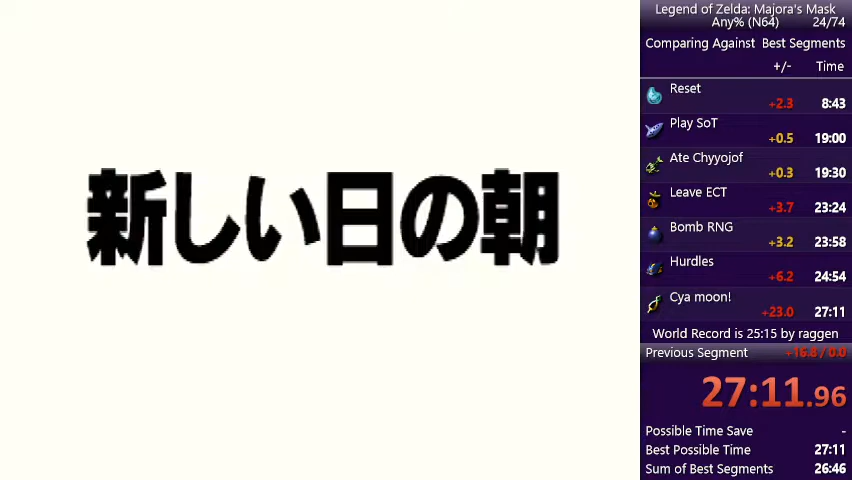 新しい日の朝
Legend of Zelda: Majora's Mask
Any% (N64) 24/74
Comparing Against Best Segments
+/- Time
Reset +2.3 8:43
Play SoT +0.5 19:00
Ate Chyyojof +0.3 19:30
Leave ECT +3.7 23:24
Bomb RNG +3.2 23:58
Hurdles +6.2 24:54
Cya moon! +23.0 27:11
World Record is 25:15 by raggen
Previous Segment +16.8 / 0.0
27:11.96
Possible Time Save -
Best Possible Time 27:11
Sum of Best Segments 26:46